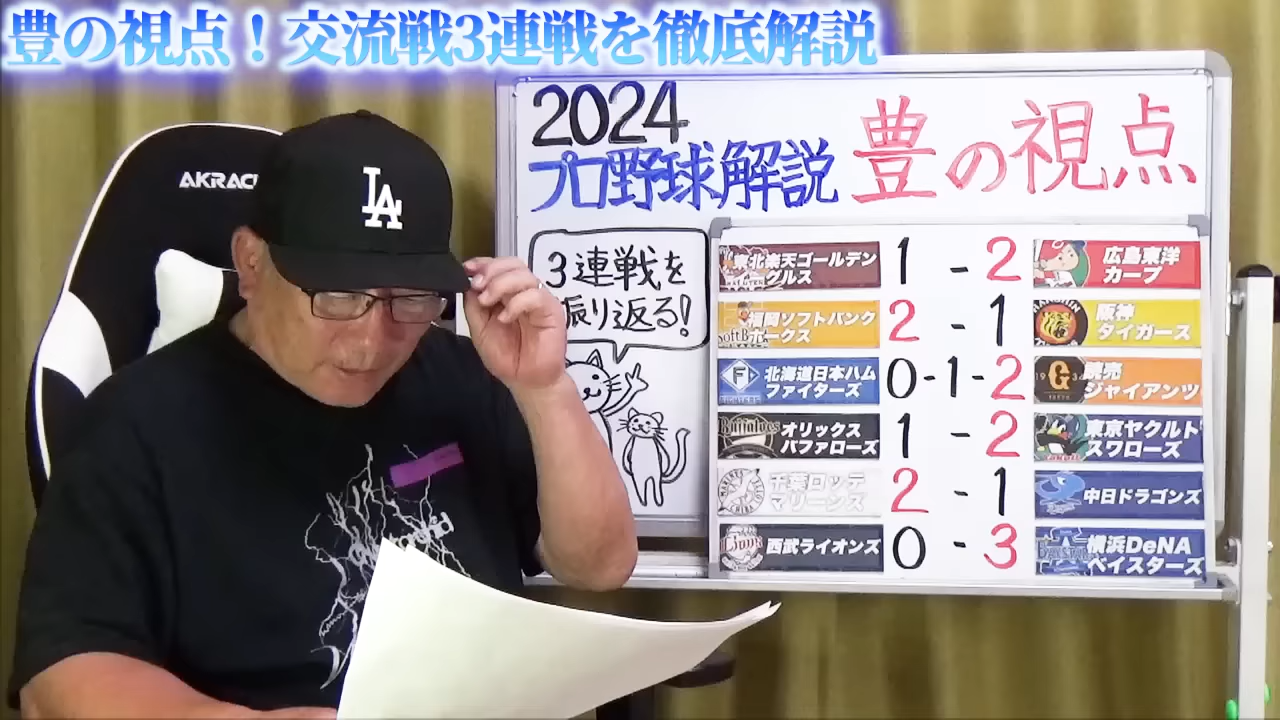 豊の視点！交流戦3連戦を徹底解説
2024
プロ野球解説
豊の視点
AKRAC
LA
3連戦を
振り返る!
東北楽天ゴールデン
グルス
1 - 2
広島東洋
カープ
福岡ソフトバンク
ホークス
2 - 1
阪神
タイガース
北海道日本ハム
ファイターズ
FIGHTERS
0-1-2
読売
ジャイアンツ
オリックス
バファローズ
Buffaloes
1 - 2
東京ヤクルト
スワローズ
千葉ロッテ
マリーンズ
2 - 1
中日ドラゴンズ
Lions
西武ライオンズ
0 - 3
横浜DeNA
ベイスターズ